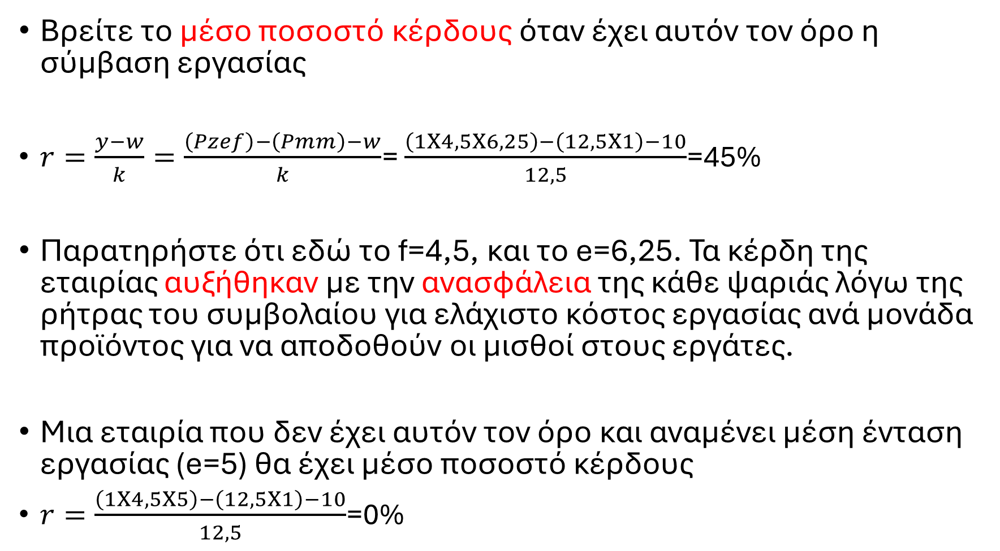 • Βρείτε το μέσο ποσοστό κέρδους όταν έχει αυτόν τον όρο η
σύμβαση εργασίας
• r = \frac{y−w}{k} = \frac{(Pzef)−(Pmm)−w}{k}= \frac{(1X4,5X6,25)−(12,5X1)−10}{12,5}=45%
• Παρατηρήστε ότι εδώ το f=4,5, και το e=6,25. Τα κέρδη της
εταιρίας αυξήθηκαν με την ανασφάλεια της κάθε ψαριάς λόγω της
ρήτρας του συμβολαίου για ελάχιστο κόστος εργασίας ανά μονάδα
προϊόντος για να αποδοθούν οι μισθοί στους εργάτες.
• Μια εταιρία που δεν έχει αυτόν τον όρο και αναμένει μέση ένταση
εργασίας (e=5) θα έχει μέσο ποσοστό κέρδους
• r = \frac{(1X4,5X5)−(12,5X1)−10}{12,5}=0%